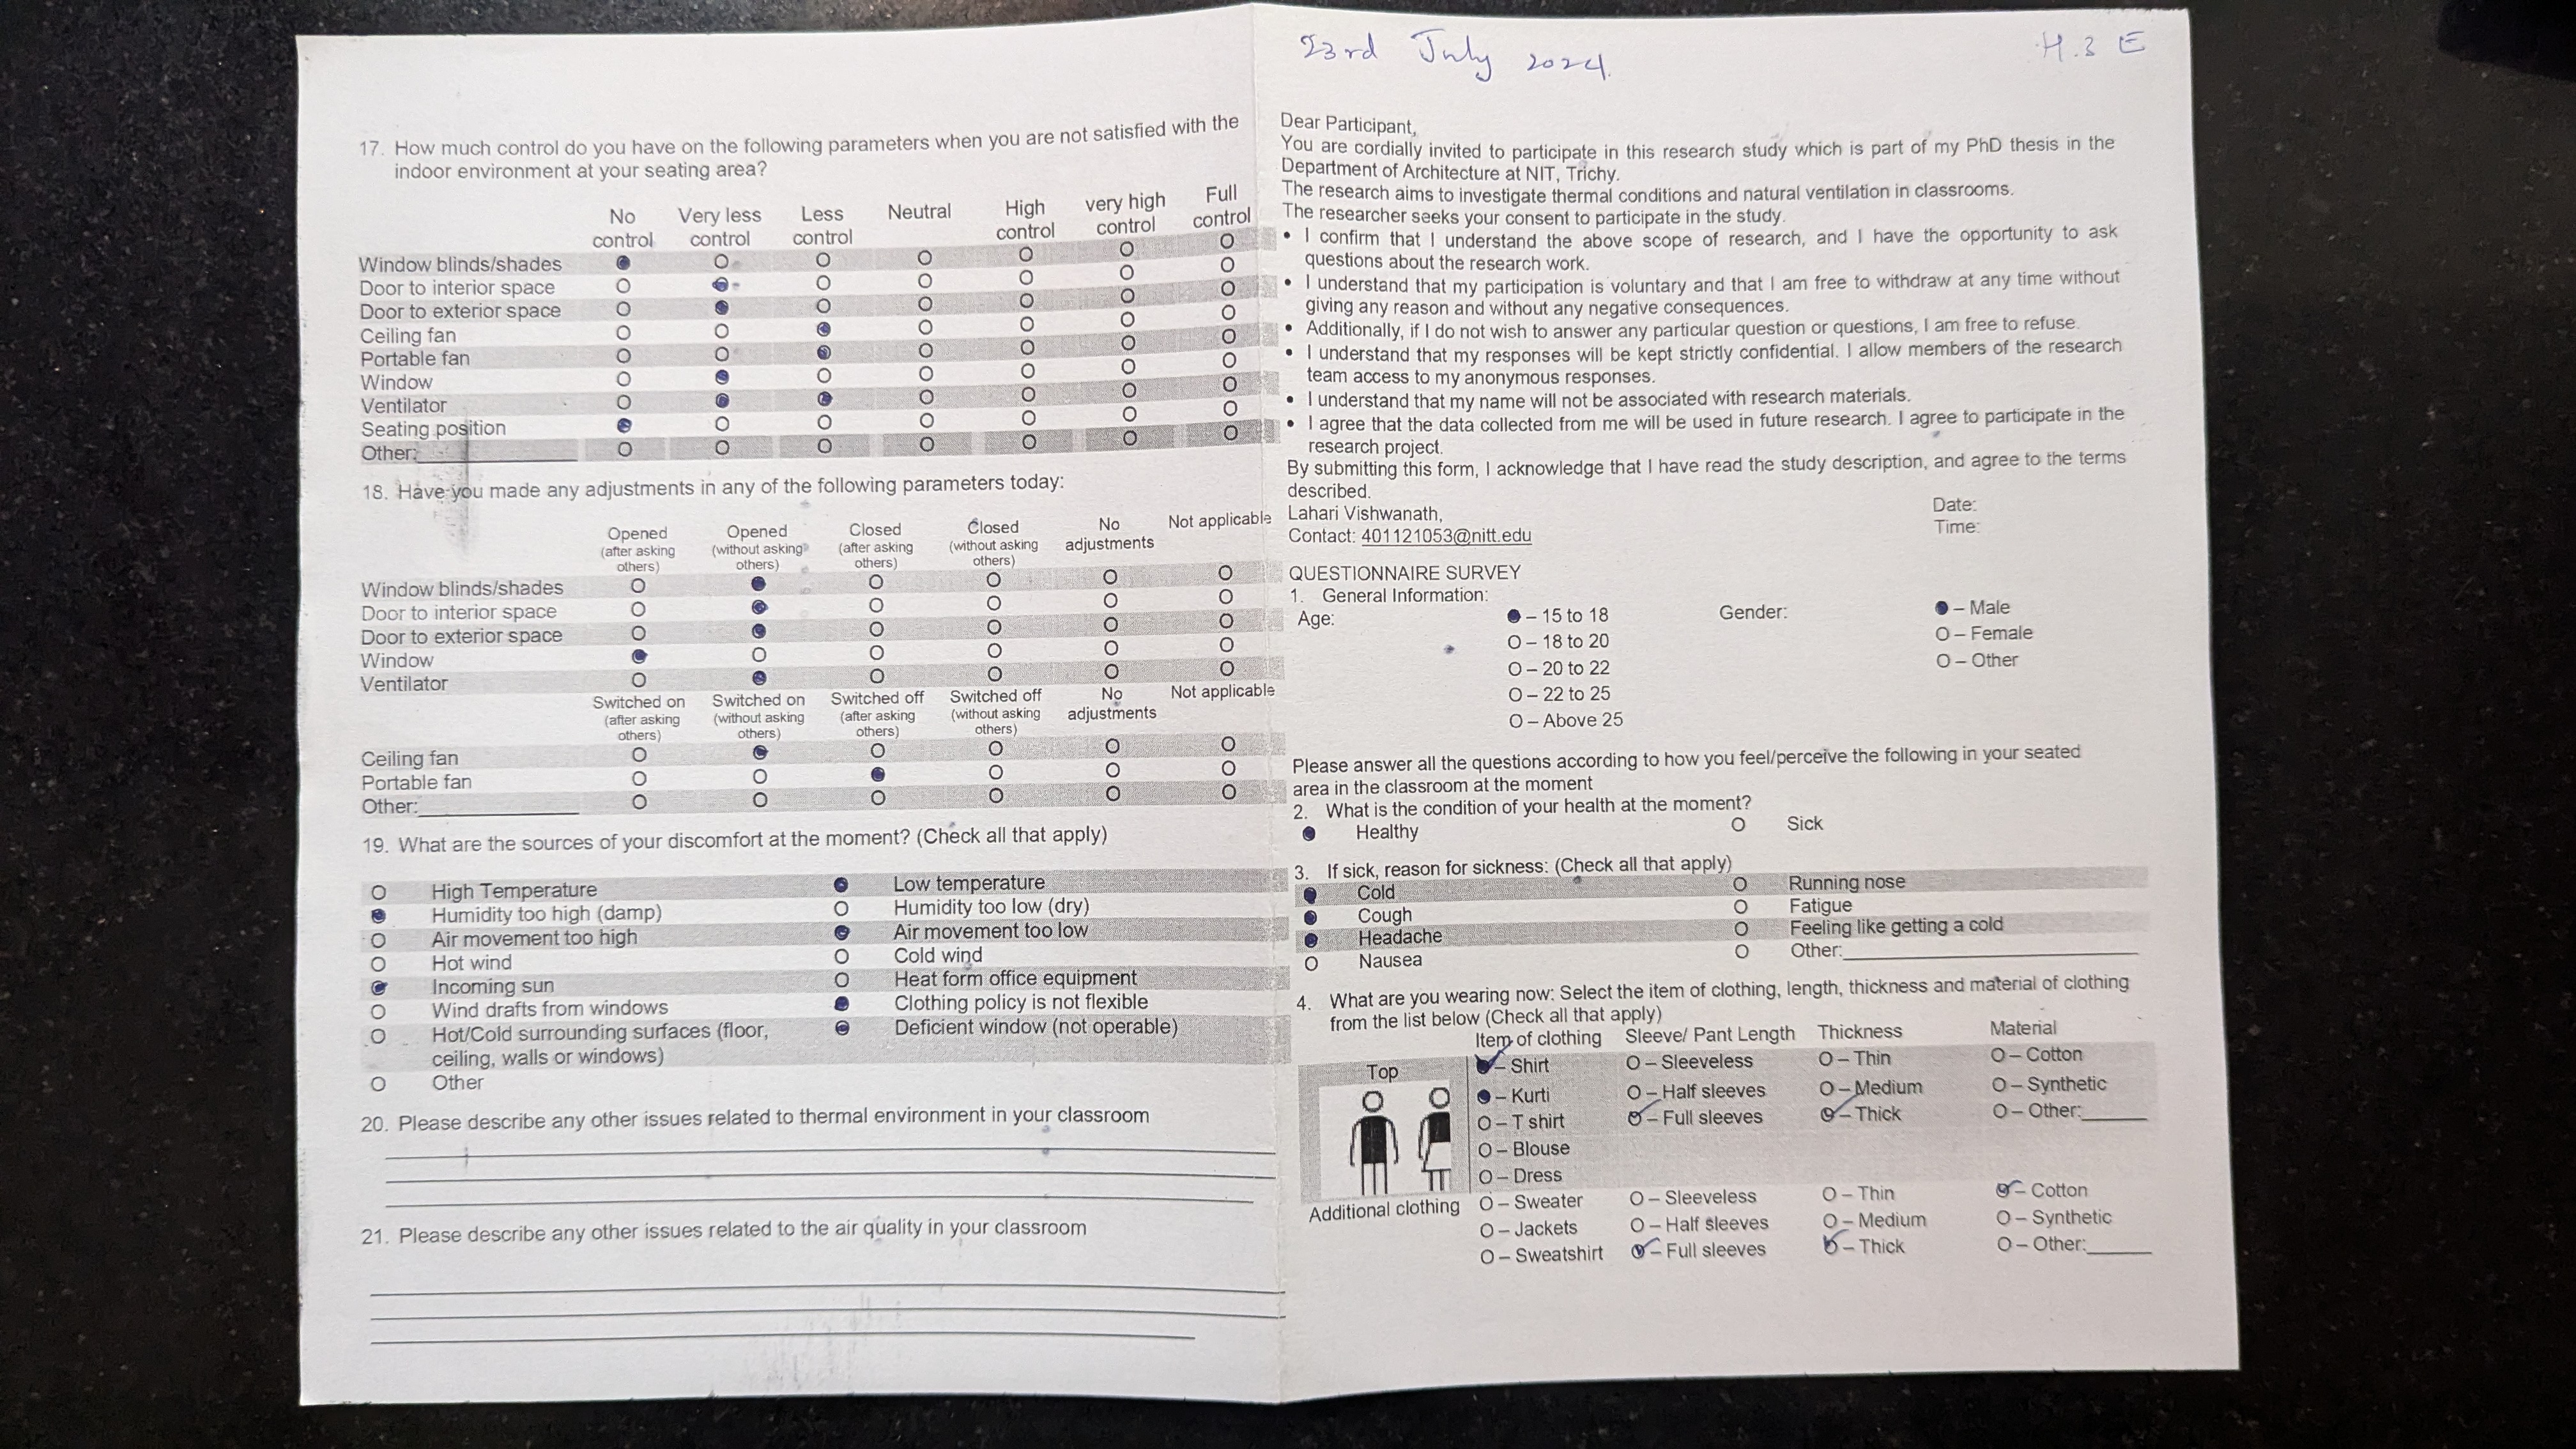 17. How much control do you have on the following parameters when you are not satisfied with the
indoor environment at your seating area?
No control Very less control Less control Neutral High control very high control Full control
Window blinds/shades
Door to interior space
Door to exterior space
Ceiling fan
Portable fan
Window
Ventilator
Seating position
Other:
18. Have you made any adjustments in any of the following parameters today:
Opened (after asking others) Opened (without asking others) Closed (after asking others) Closed (without asking others) No adjustments Not applicable
Window blinds/shades
Door to interior space
Door to exterior space
Window
Ventilator
Switched on (after asking others) Switched on (without asking others) Switched off (after asking others) Switched off (without asking others) No adjustments Not applicable
Ceiling fan
Portable fan
Other:
19. What are the sources of your discomfort at the moment? (Check all that apply)
High Temperature Low temperature
Humidity too high (damp) Humidity too low (dry)
Air movement too high Air movement too low
Hot wind Cold wind
Incoming sun Heat form office equipment
Wind drafts from windows Clothing policy is not flexible
Hot/Cold surrounding surfaces (floor, Deficient window (not operable)
ceiling, walls or windows)
Other
20. Please describe any other issues related to thermal environment in your classroom
21. Please describe any other issues related to the air quality in your classroom
23rd July 2024. H.3 E
Dear Participant,
You are cordially invited to participate in this research study which is part of my PhD thesis in the
Department of Architecture at NIT, Trichy.
The research aims to investigate thermal conditions and natural ventilation in classrooms.
The researcher seeks your consent to participate in the study.
• I confirm that I understand the above scope of research, and I have the opportunity to ask
questions about the research work.
• I understand that my participation is voluntary and that I am free to withdraw at any time without
giving any reason and without any negative consequences.
• Additionally, if I do not wish to answer any particular question or questions, I am free to refuse.
• I understand that my responses will be kept strictly confidential. I allow members of the research
team access to my anonymous responses.
• I understand that my name will not be associated with research materials.
• I agree that the data collected from me will be used in future research. I agree to participate in the
research project.
By submitting this form, I acknowledge that I have read the study description, and agree to the terms
described.
Date:
Lahari Vishwanath,
Time:
Contact: 401121053@nitt.edu
QUESTIONNAIRE SURVEY
1. General Information:
Age: – 15 to 18 Gender: – Male
O – 18 to 20 O – Female
O – 20 to 22 O – Other
O – 22 to 25
O – Above 25
Please answer all the questions according to how you feel/perceive the following in your seated
area in the classroom at the moment
2. What is the condition of your health at the moment?
Healthy Sick
3. If sick, reason for sickness: (Check all that apply)
Cold Running nose
Cough Fatigue
Headache Feeling like getting a cold
Nausea Other:
4. What are you wearing now: Select the item of clothing, length, thickness and material of clothing
from the list below (Check all that apply)
Item of clothing Sleeve/ Pant Length Thickness Material
Top – Shirt O – Sleeveless O – Thin O – Cotton
– Kurti O – Half sleeves O – Medium O – Synthetic
O – T shirt O – Full sleeves O – Thick O – Other:
O – Blouse
O – Dress
Additional clothing O – Sweater O – Sleeveless O – Thin O – Cotton
O – Jackets O – Half sleeves O – Medium O – Synthetic
O – Sweatshirt O – Full sleeves O – Thick O – Other: